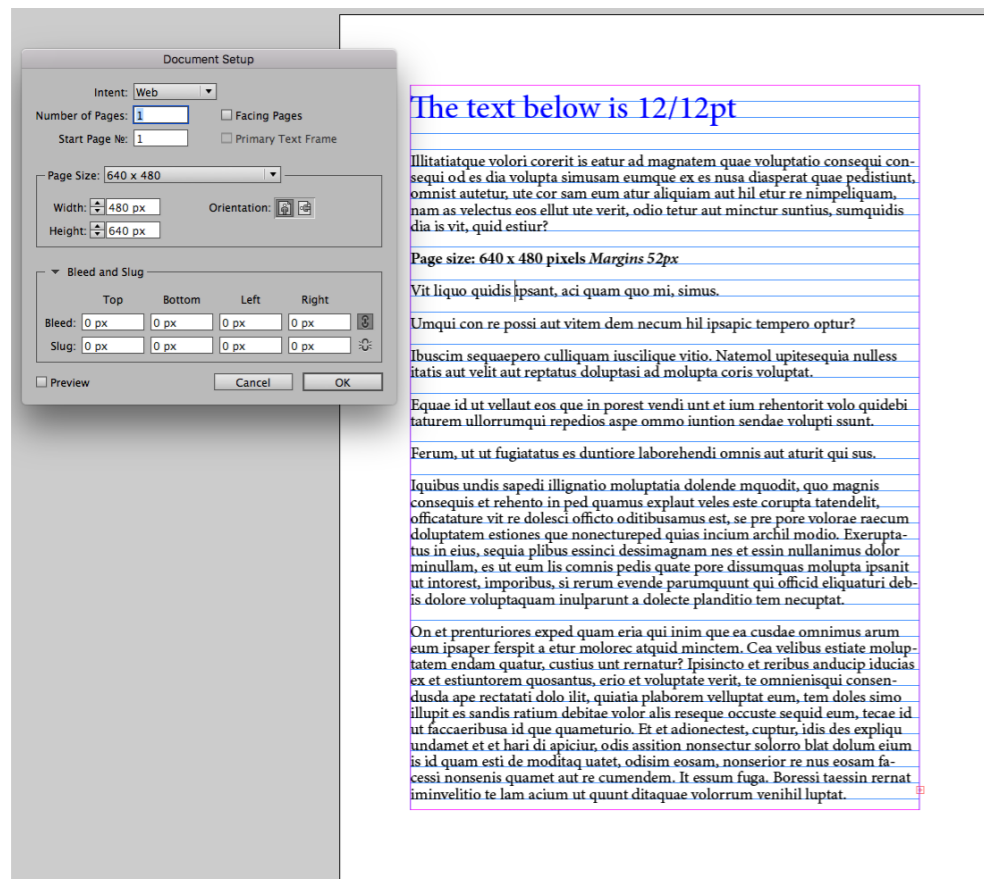 Document Setup
Intent: Web
Number of Pages: 1
Facing Pages
Start Page №: 1
Primary Text Frame
Page Size: 640 x 480
Width: 480 px
Orientation:
Height: 640 px
Bleed and Slug
Top Bottom Left Right
Bleed: 0 px 0 px 0 px 0 px
Slug: 0 px 0 px 0 px 0 px
Preview
Cancel
OK
The text below is 12/12pt
Illitatiatque volori corerit is eatur ad magnatem quae voluptatio consequi con-
sequi od es dia volupta simusam eumque ex es nusa diasperat quae pedistiunt,
omnist autetur, ute cor sam eum atur aliquiam aut hil etur re nimpeliquam,
nam as velectus eos ellut ute verit, odio tetur aut minctur suntius, sumquidis
dia is vit, quid estiur?
Page size: 640 x 480 pixels Margins 52px
Vit liquo quidis ipsant, aci quam quo mi, simus.
Umqui con re possi aut vitem dem necum hil ipsapic tempero optur?
Ibuscim sequaepero culliquam iuscilique vitio. Natemol upitesequia nulless
itatis aut velit aut reptatus doluptasi ad molupta coris voluptat.
Equae id ut vellaut eos que in porest vendi unt et ium rehentorit volo quidebi
taturem ullorrumqui repedios aspe ommo iuntion sendae volupti ssunt.
Ferum, ut ut fugiatatus es duntiore laborehendi omnis aut aturit qui sus.
Iquibus undis sapedi illignatio moluptatia dolende mquodit, quo magnis
consequis et rehento in ped quamus explaut veles este corupta tatendelit,
officatature vit re dolesci officto oditibusamus est, se pre pore volorae raecum
doluptatem estiones que nonectureped quias incium archil modio. Exerupta-
tus in eius, sequia plibus essinci dessimagnam nes et essin nullanimus dolor
minullam, es ut eum lis comnis pedis quate pore dissumquas molupta ipsanit
ut intorest, imporibus, si rerum evende parumquunt qui officid eliquaturi deb-
is dolore voluptaquam inulparunt a dolecte planditio tem necuptat.
On et prenturiores exped quam eria qui inim que ea cusdae omnimus arum
eum ipsaper ferspit a etur molorec atquid minctem. Cea velibus estiate molup-
tatem endam quatur, custius unt rernatur? Ipisincto et reribus anducip iducias
ex et estiuntorem quosantus, erio et voluptate verit, te omnienisqui consen-
dusda ape rectatati dolo ilit, quiatia plaborem velluptat eum, tem doles simo
illupit es sandis ratium debitae volor alis reseque occuste sequid eum, tecae id
ut faccaeribusa id que quameturio. Et et adionectest, cuptur, idis des expliqu
undamet et et hari di apiciur, odis assition nonsectur solorro blat dolum eium
is id quam esti de moditaq uatet, odisim eosam, nonserior re nus eosam fa-
cessi nonsenis quamet aut re cumendem. It essum fuga. Boressi taessin rernat
iminvelitio te lam acium ut quunt ditaquae volorrum venihil luptat.